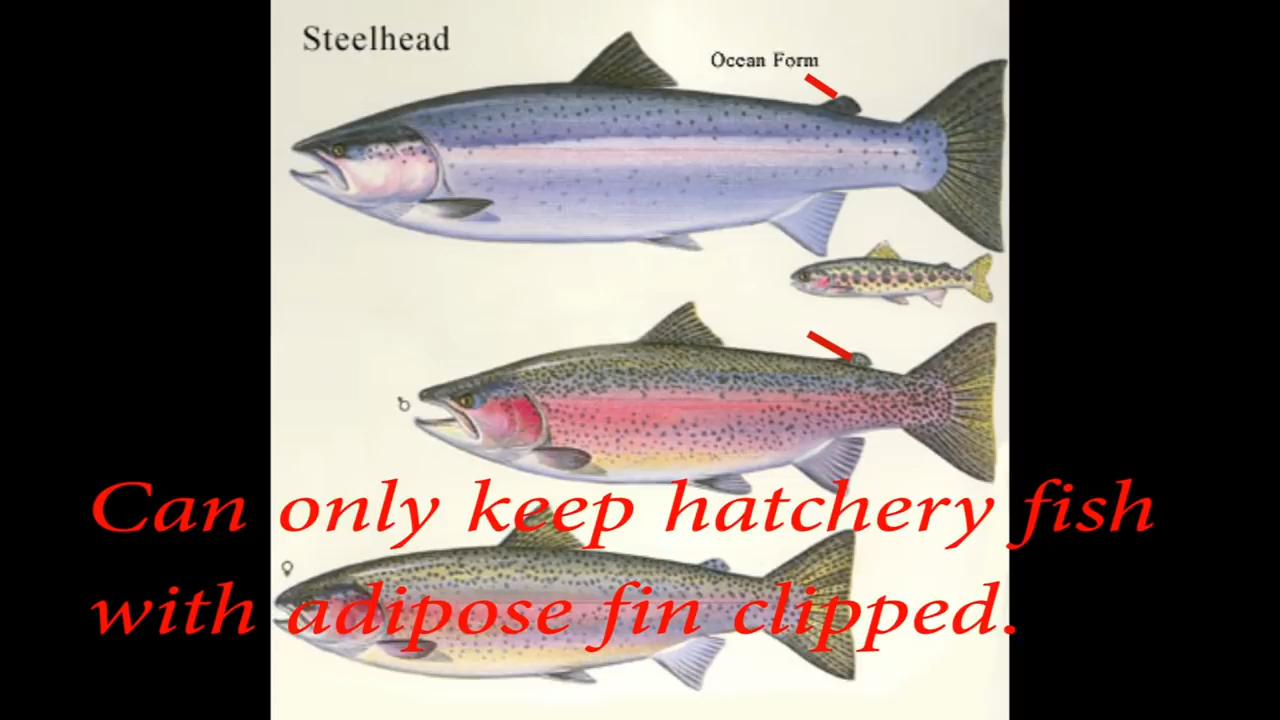 Steelhead
Ocean Form
Can only keep hatchery fish
with adipose fin clipped.